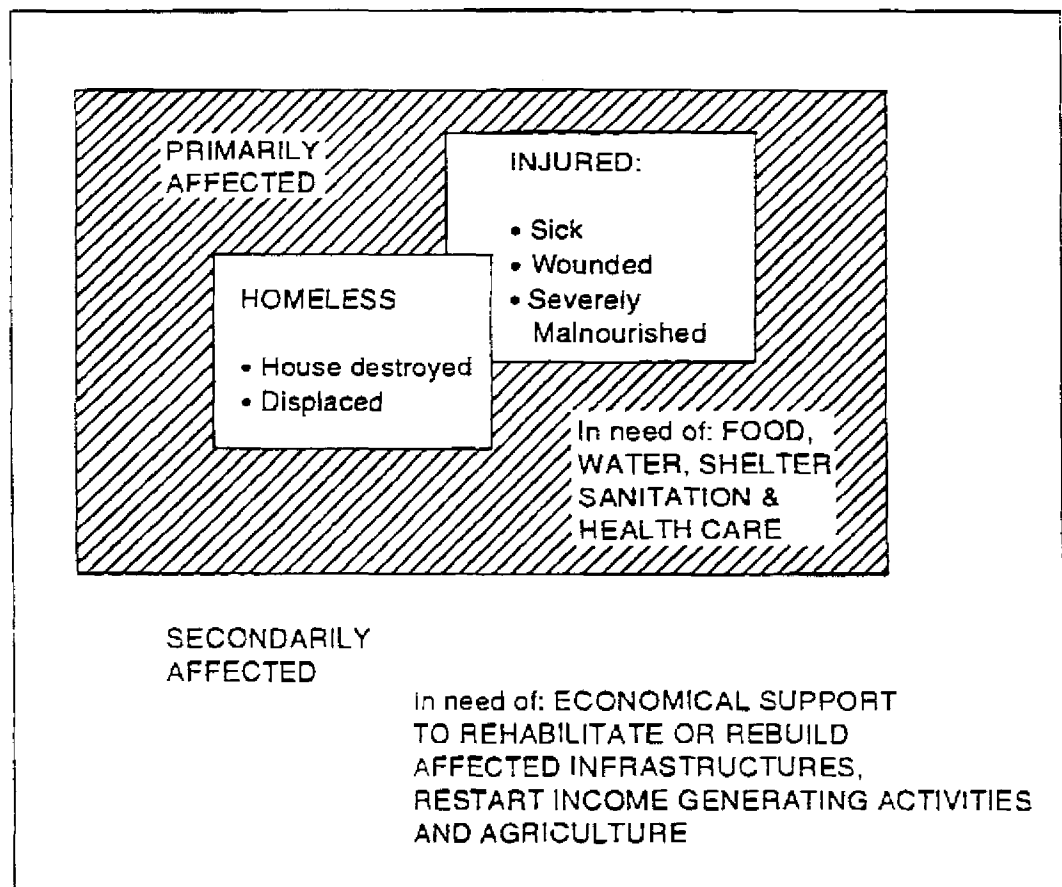 PRIMARILY
AFFECTED
INJURED:
• Sick
• Wounded
• Severely
Malnourished
HOMELESS
• House destroyed
• Displaced
In need of: FOOD,
WATER, SHELTER
SANITATION &
HEALTH CARE
SECONDARILY
AFFECTED
In need of: ECONOMICAL SUPPORT
TO REHABILITATE OR REBUILD
AFFECTED INFRASTRUCTURES,
RESTART INCOME GENERATING ACTIVITIES
AND AGRICULTURE